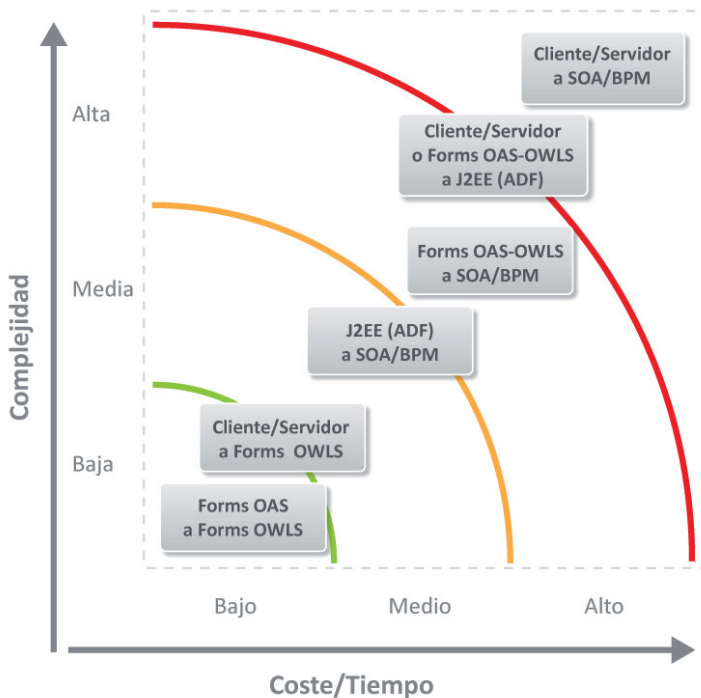 Cliente/Servidor
a SOA/BPM
Alta
Cliente/Servidor
o Forms OAS-OWLS
a J2EE (ADF)
Forms OAS-OWLS
a SOA/BPM
Media
J2EE (ADF)
a SOA/BPM
Complejidad
Cliente/Servidor
a Forms OWLS
Baja
Forms OAS
a Forms OWLS
Bajo
Medio
Alto
Coste/Tiempo